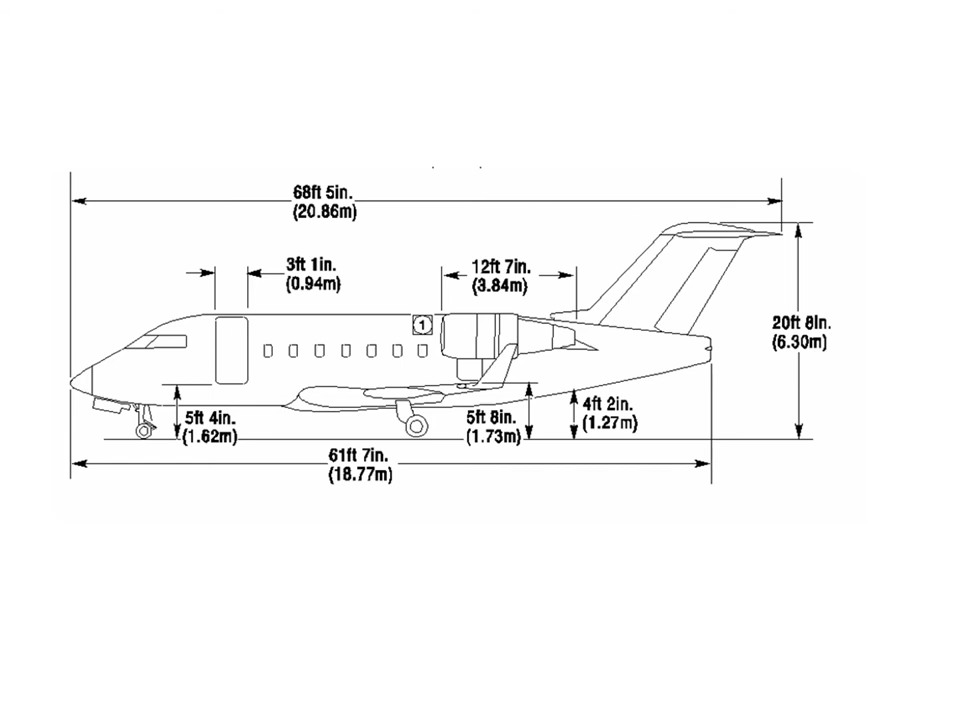 68ft 5in.
(20.86m)
3ft 1in.
(0.94m)
12ft 7in.
(3.84m)
1
20ft 8in.
(6.30m)
5ft 4in.
(1.62m)
5ft 8in.
(1.73m)
4ft 2in.
(1.27m)
61ft 7in.
(18.77m)